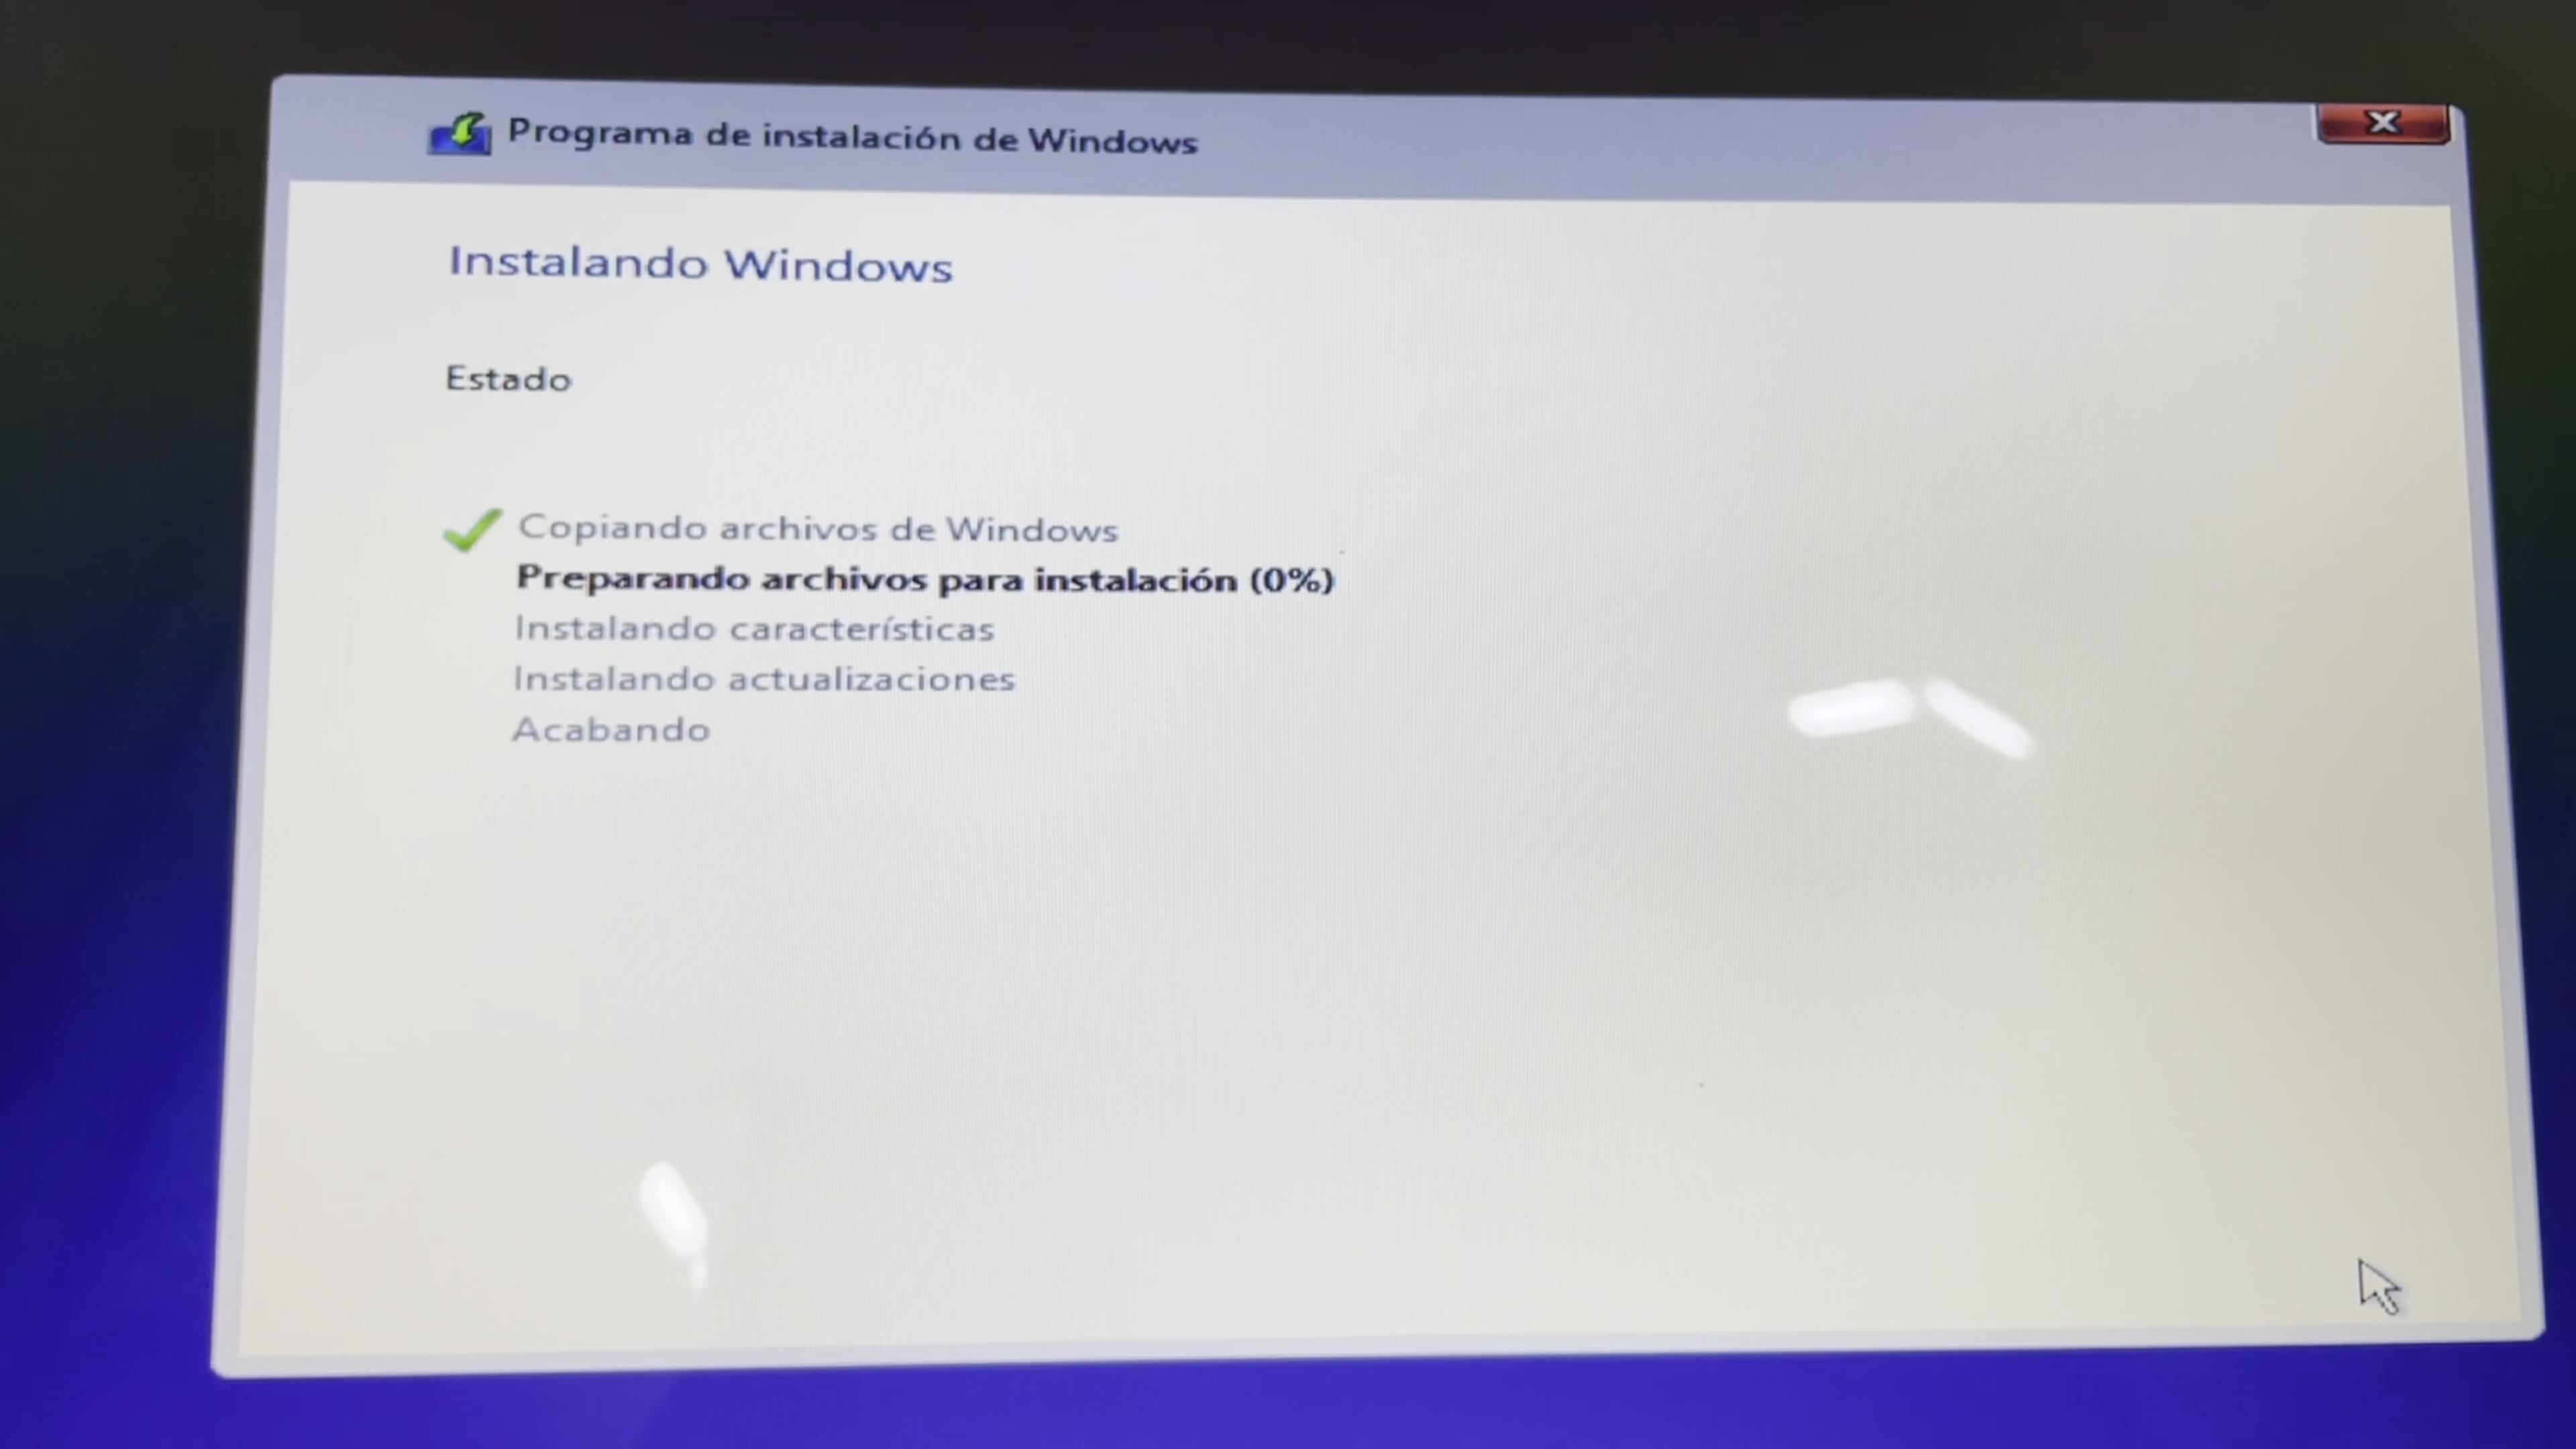 Programa de instalación de Windows
Instalando Windows
Estado
Copiando archivos de Windows
Preparando archivos para instalación (0%)
Instalando características
Instalando actualizaciones
Acabando